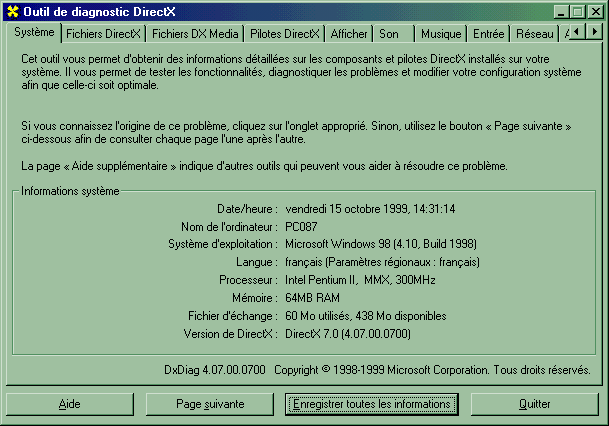 Outil de diagnostic DirectX
Système Fichiers DirectX Fichiers DX Media Pilotes DirectX Afficher Son Musique Entrée Réseau
Cet outil vous permet d'obtenir des informations détaillées sur les composants et pilotes DirectX installés sur votre
système. Il vous permet de tester les fonctionnalités, diagnostiquer les problèmes et modifier votre configuration système
afin que celle-ci soit optimale.
Si vous connaissez l'origine de ce problème, cliquez sur l'onglet approprié. Sinon, utilisez le bouton « Page suivante »
ci-dessous afin de consulter chaque page l'une après l'autre.
La page « Aide supplémentaire » indique d'autres outils qui peuvent vous aider à résoudre ce problème.
Informations système
Date/heure : vendredi 15 octobre 1999, 14:31:14
Nom de l'ordinateur : PC087
Système d'exploitation : Microsoft Windows 98 (4.10, Build 1998)
Langue : français (Paramètres régionaux : français)
Processeur : Intel Pentium II, MMX, 300MHz
Mémoire : 64MB RAM
Fichier d'échange : 60 Mo utilisés, 438 Mo disponibles
Version de DirectX : DirectX 7.0 (4.07.00.0700)
DxDiag 4.07.00.0700 Copyright © 1998-1999 Microsoft Corporation. Tous droits réservés.
Aide Page suivante Enregistrer toutes les informations Quitter